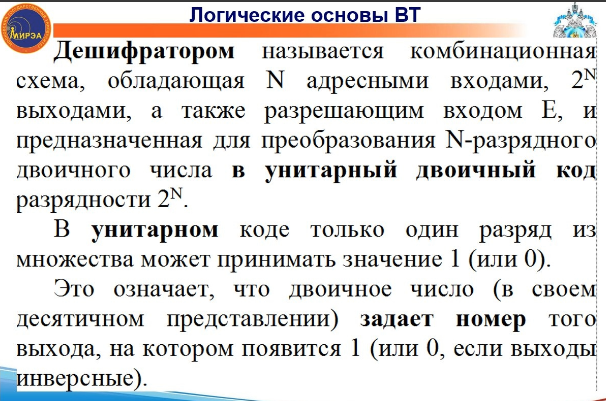 Логические основы ВТ
МИРЭА
Дешифратором называется комбинационная
схема, обладающая N адресными входами, 2^N
выходами, а также разрешающим входом E, и
предназначенная для преобразования N-разрядного
двоичного числа в унитарный двоичный код
разрядности 2^N.
В унитарном коде только один разряд из
множества может принимать значение 1 (или 0).
Это означает, что двоичное число (в своем
десятичном представлении) задает номер того
выхода, на котором появится 1 (или 0, если выходы
инверсные).